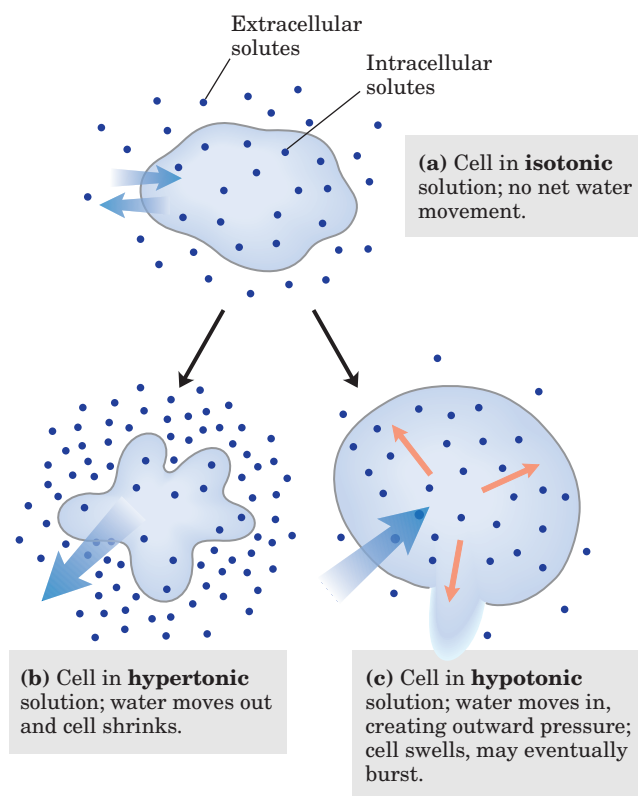 Extracellular
solutes
Intracellular
solutes
(a) Cell in isotonic
solution; no net water
movement.
(b) Cell in hypertonic
solution; water moves out
and cell shrinks.
(c) Cell in hypotonic
solution; water moves in,
creating outward pressure;
cell swells, may eventually
burst.